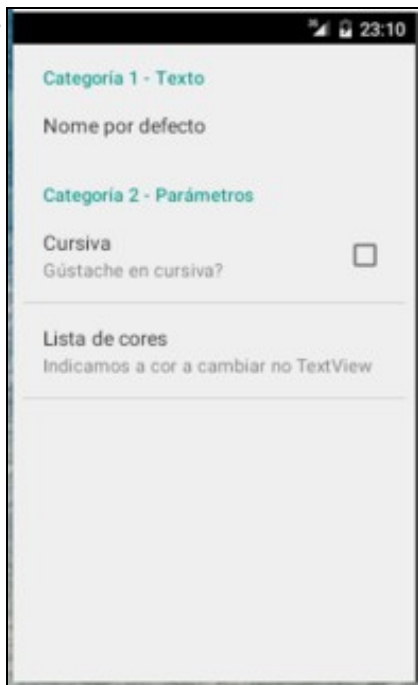 23:10
Categoría 1 - Texto
Nome por defecto
Categoría 2 - Parámetros
Cursiva
Gústache en cursiva?
Lista de cores
Indicamos a cor a cambiar no TextView